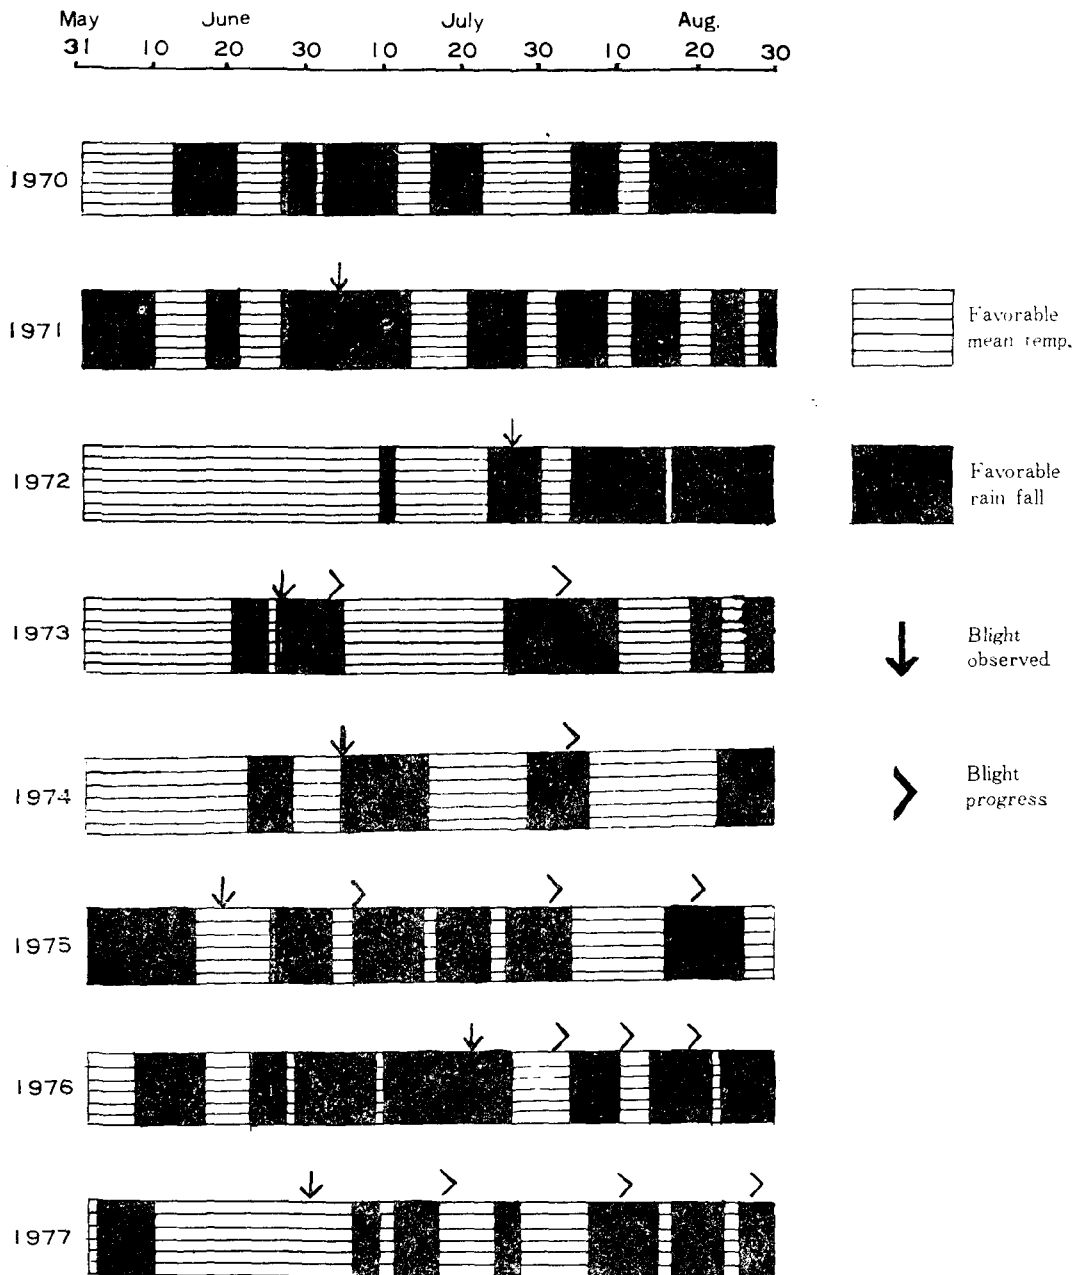 May June July Aug.
31 10 20 30 10 20 30 10 20 30
1970
1971
Favorable
mean temp.
1972
Favorable
rain fall
1973
Blight
observed
1974
Blight
progress
1975
1976
1977